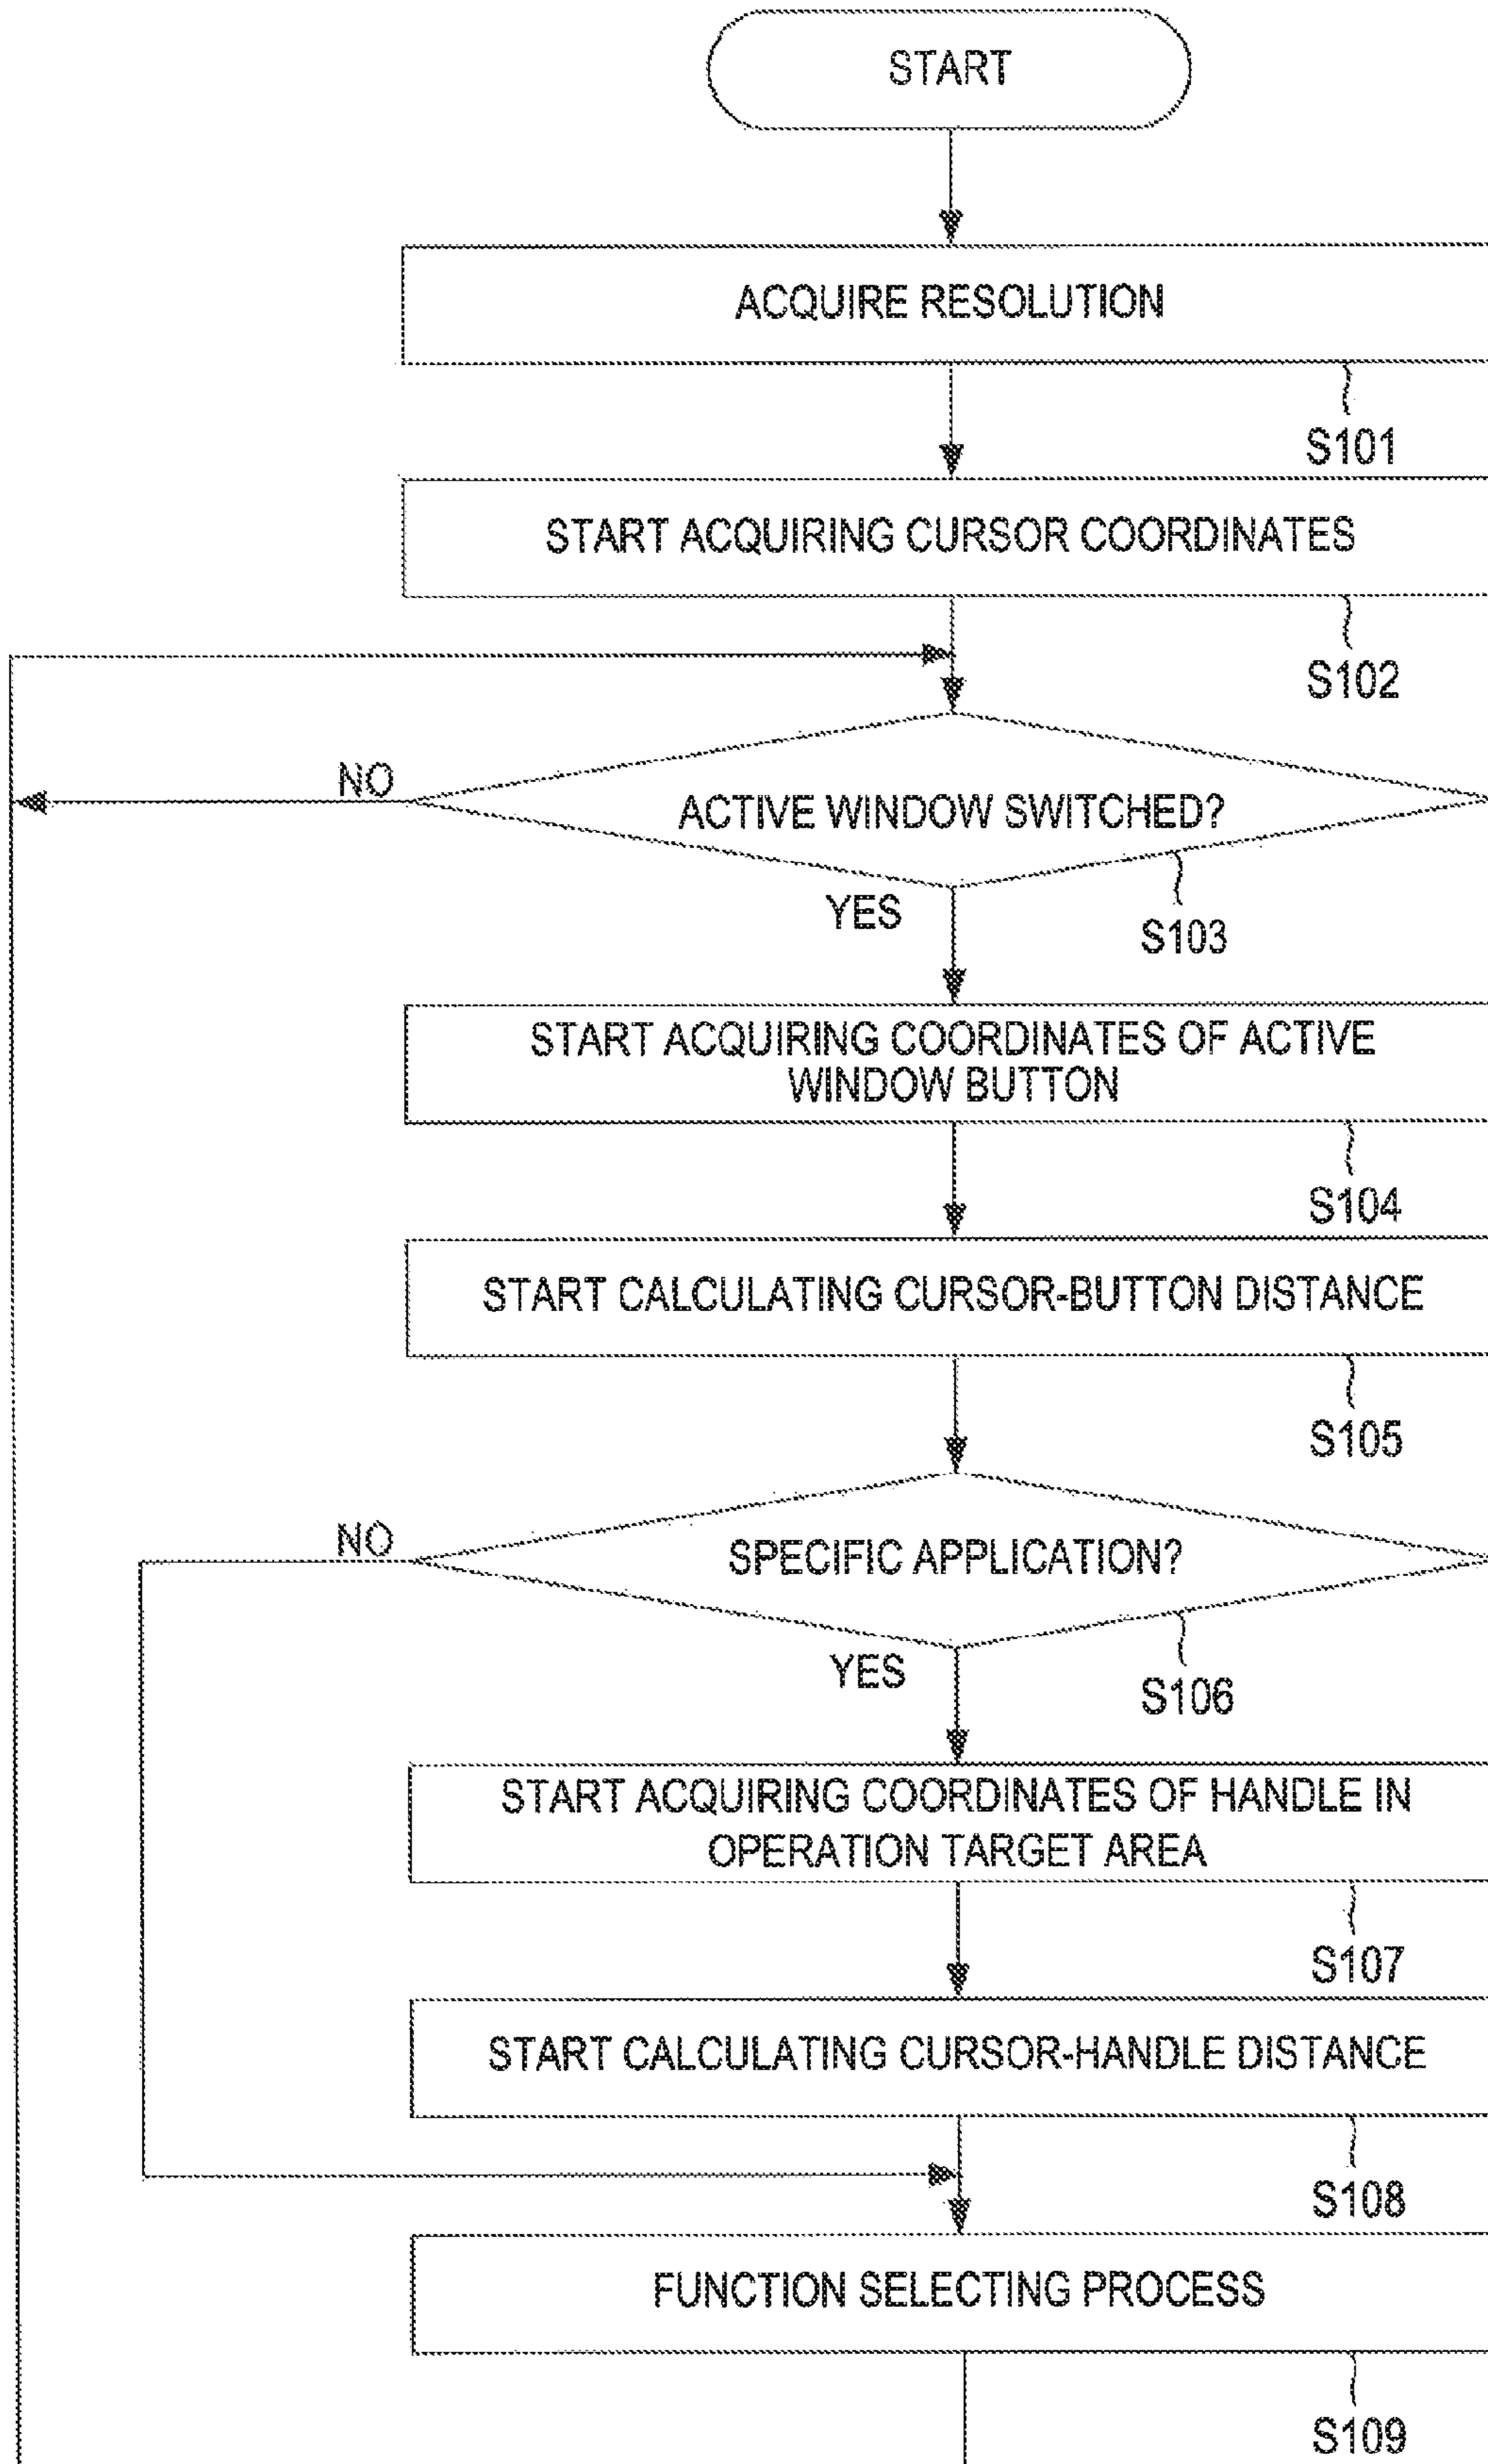 START
ACQUIRE RESOLUTION
S101
START ACQUIRING CURSOR COORDINATES
S102
NO
ACTIVE WINDOW SWITCHED?
YES
S103
START ACQUIRING COORDINATES OF ACTIVE
WINDOW BUTTON
S104
START CALCULATING CURSOR-BUTTON DISTANCE
S105
NO
SPECIFIC APPLICATION?
YES
S106
START ACQUIRING COORDINATES OF HANDLE IN
OPERATION TARGET AREA
S107
START CALCULATING CURSOR-HANDLE DISTANCE
S108
FUNCTION SELECTING PROCESS
S109